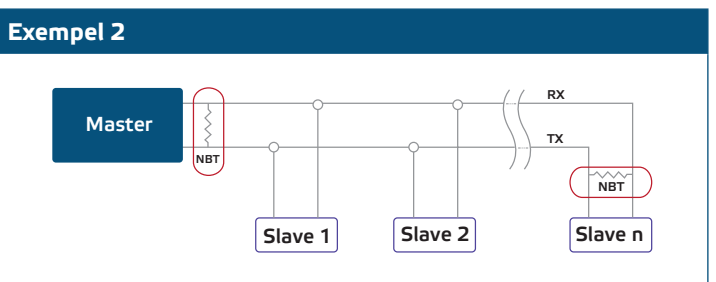 Exempel 2
RX
Master
TX
NBT
NBT
Slave 1
Slave 2
Slave n